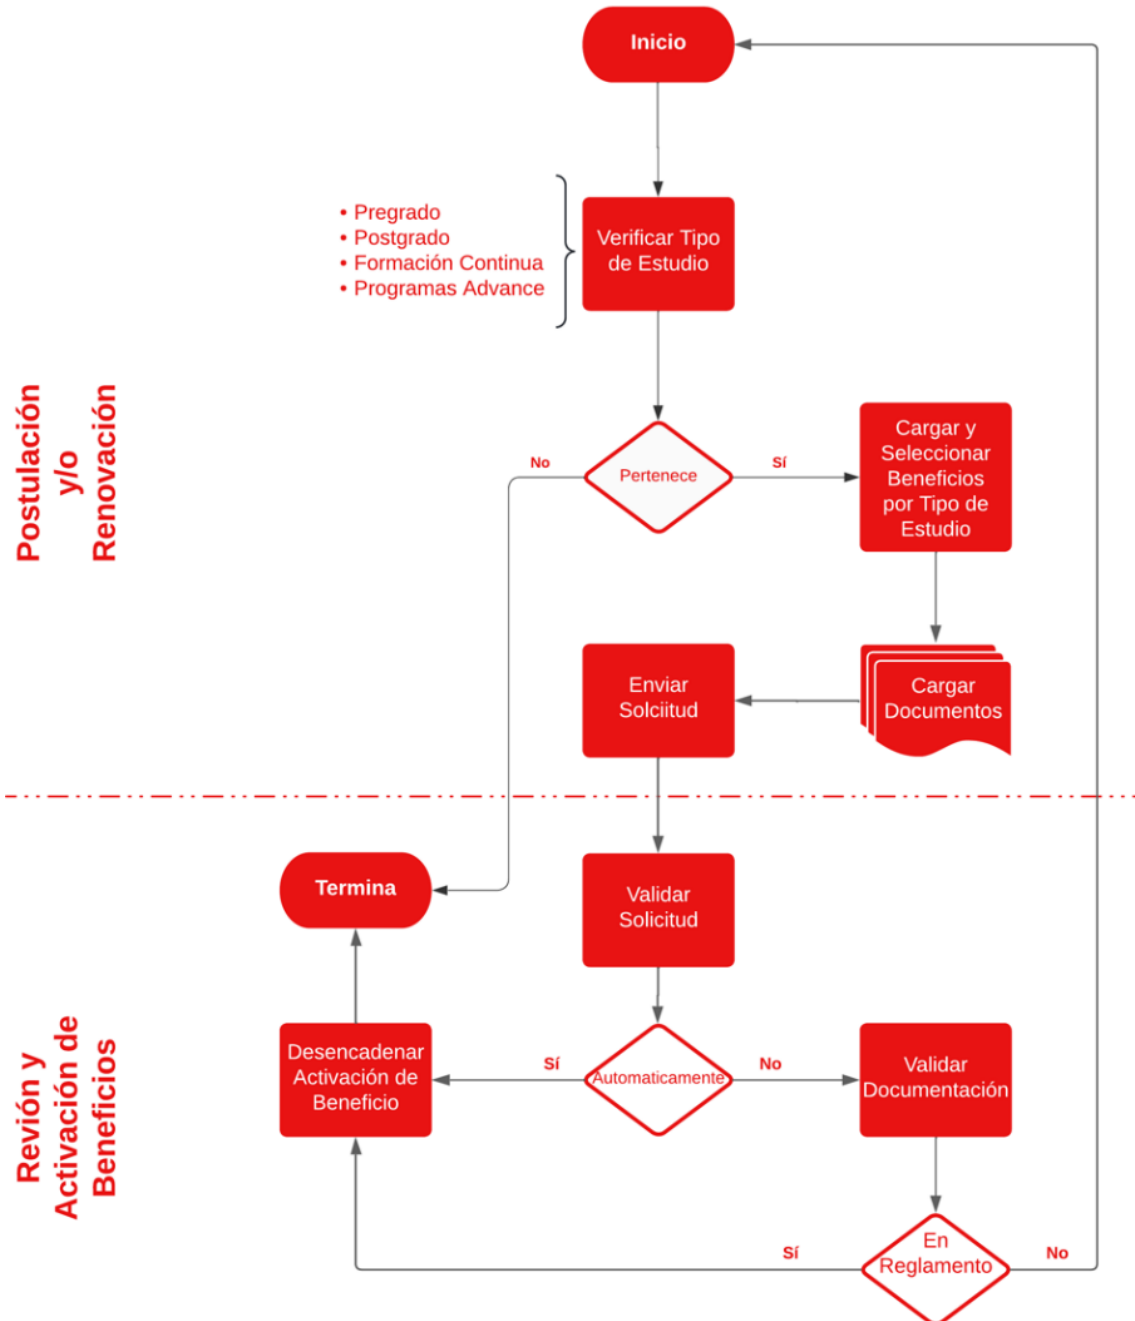 Inicio
• Pregrado
• Postgrado
• Formación Continua
• Programas Advance
Verificar Tipo
de Estudio
Postulación
y/o
Renovación
No
Pertenece
Sí
Cargar y
Seleccionar
Beneficios
por Tipo de
Estudio
Enviar
Solciitud
Cargar
Documentos
Termina
Validar
Solicitud
Revión y
Activación de
Beneficios
Desencadenar
Activación de
Beneficio
Sí
Automaticamente
No
Validar
Documentación
Sí
En
Reglamento
No